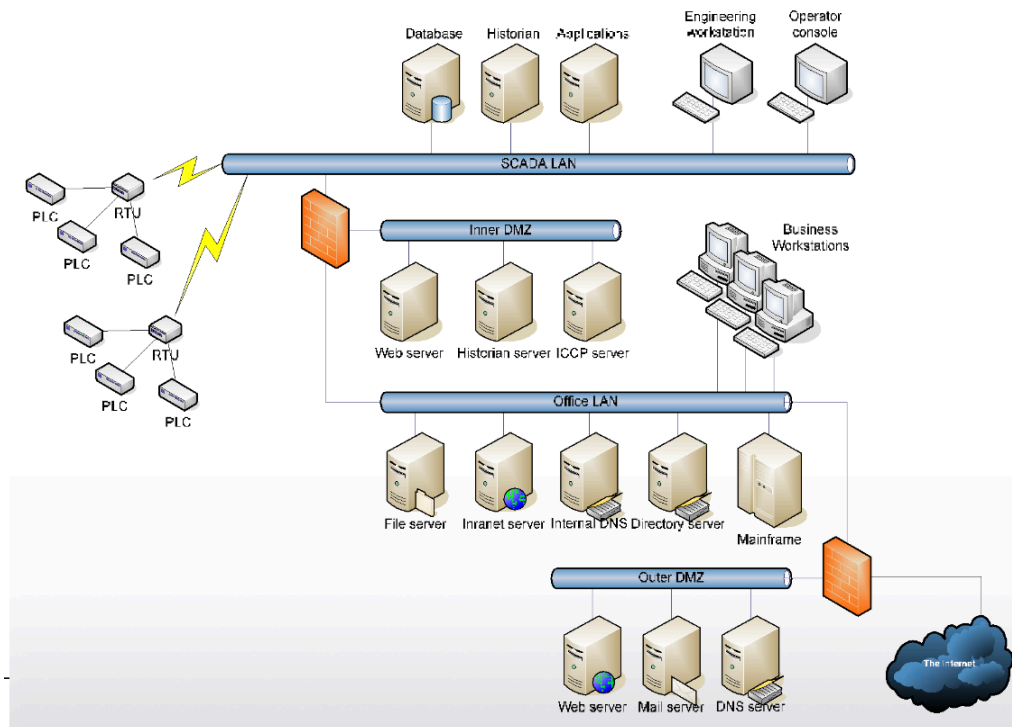 Database
Historian
Applications
Engineering
workstation
Operator
console
SCADA LAN
PLC
RTU
PLC
PLC
Inner DMZ
Business
Workstations
PLC
RTU
PLC
PLC
Web server
Historian server
ICCP server
Office LAN
File server
Inranet server
Internal DNS
Directory server
Mainframe
Outer DMZ
The Internet
Web server
Mail server
DNS server